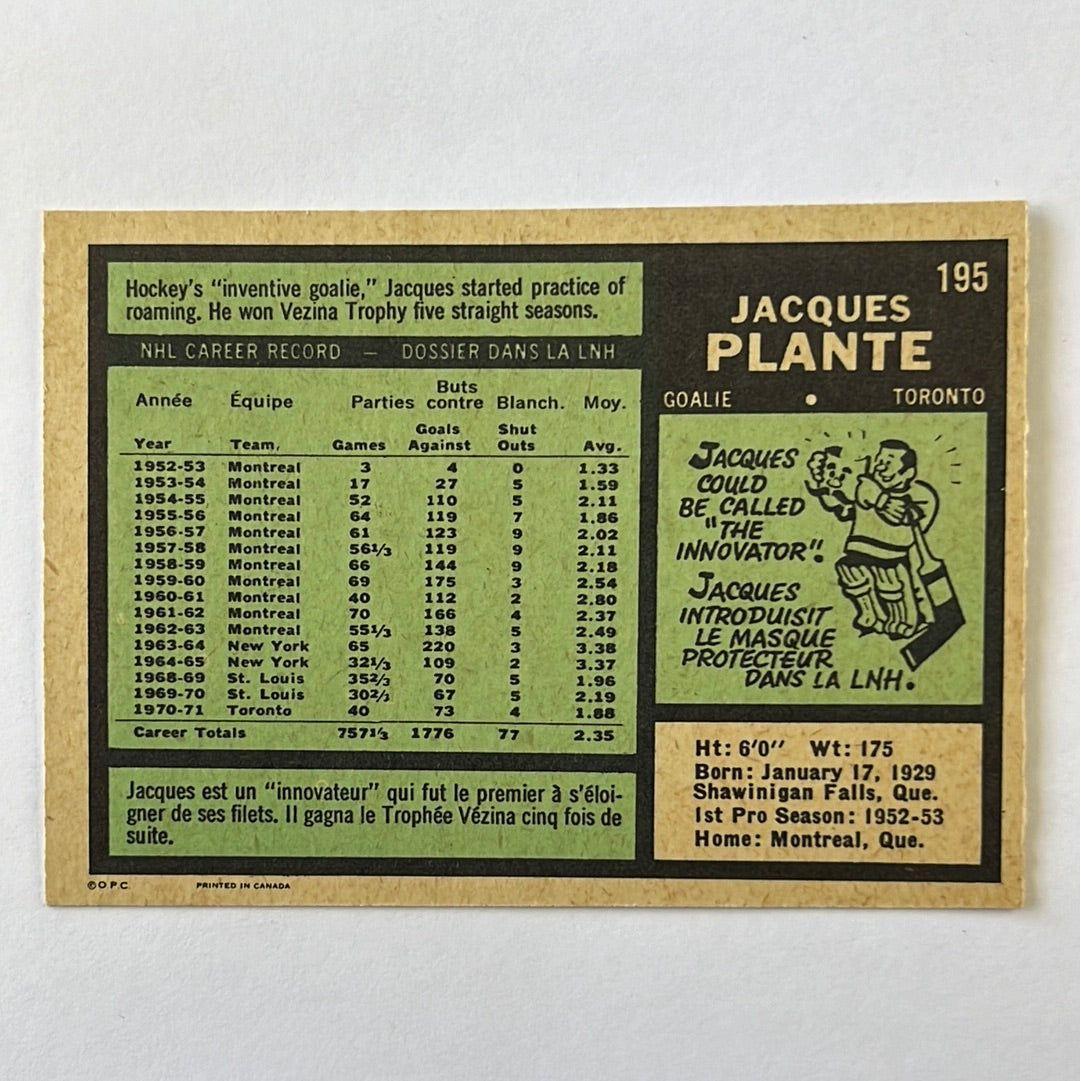 Hockey's "inventive goalie," Jacques started practice of
roaming. He won Vezina Trophy five straight seasons.
NHL CAREER RECORD — DOSSIER DANS LA LNH
Année Équipe Parties Buts contre Blanch. Moy.
Year Team, Games Goals Against Shut Outs Avg.
1952-53 Montreal 3 4 0 1.33
1953-54 Montreal 17 27 5 1.59
1954-55 Montreal 52 110 5 2.11
1955-56 Montreal 64 119 7 1.86
1956-57 Montreal 61 123 9 2.02
1957-58 Montreal 561/3 119 9 2.11
1958-59 Montreal 66 144 9 2.18
1959-60 Montreal 69 175 3 2.54
1960-61 Montreal 40 112 2 2.80
1961-62 Montreal 70 166 4 2.37
1962-63 Montreal 551/3 138 5 2.49
1963-64 New York 65 220 3 3.38
1964-65 New York 321/3 109 2 3.37
1968-69 St. Louis 352/3 70 5 1.96
1969-70 St. Louis 302/3 67 5 2.19
1970-71 Toronto 40 73 4 1.88
Career Totals 7571/3 1776 77 2.35
Jacques est un "innovateur" qui fut le premier à s'éloi-
gner de ses filets. Il gagna le Trophée Vézina cinq fois de
suite.
195
JACQUES
PLANTE
GOALIE • TORONTO
JACQUES
COULD
BE CALLED
"THE
INNOVATOR"!
JACQUES
INTRODUISIT
LE MASQUE
PROTECTEUR
DANS LA LNH.
Ht: 6'0" Wt: 175
Born: January 17, 1929
Shawinigan Falls, Que.
1st Pro Season: 1952-53
Home: Montreal, Que.
©O.P.C. PRINTED IN CANADA